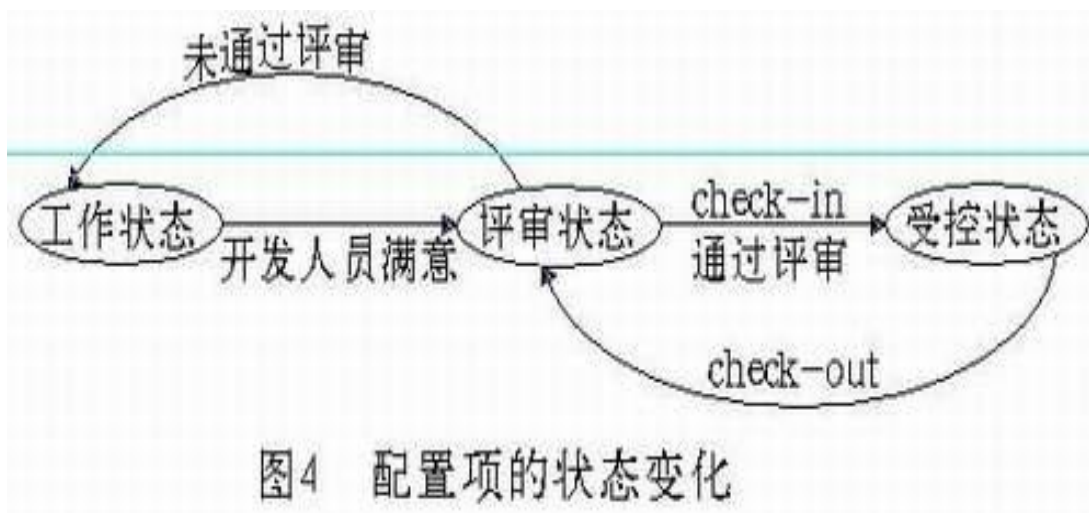 未通过评审
工作状态
开发人员满意
评审状态
check-in
通过评审
受控状态
check-out
图4 配置项的状态变化